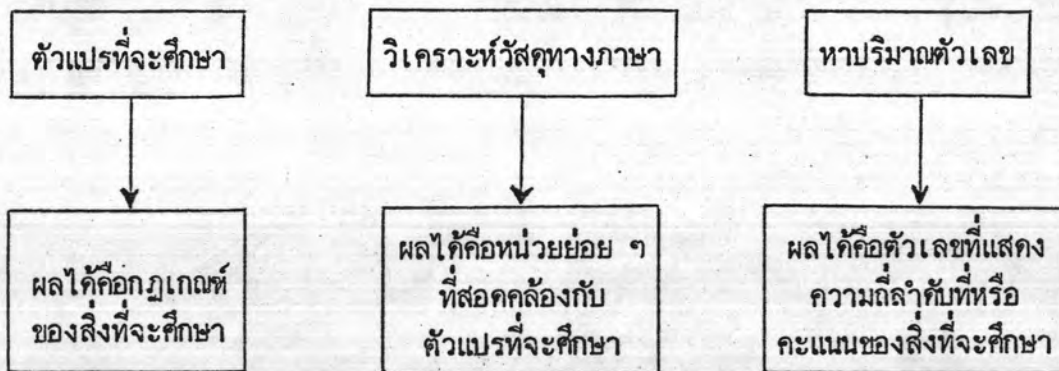 ตัวแปรที่จะศึกษา
วิเคราะห์วัสดุทางภาษา
หาปริมาณตัวเลข
ผลได้คือกฎเกณฑ์
ของสิ่งที่จะศึกษา
ผลได้คือหน่วยย่อย ๆ
ที่สอดคล้องกับ
ตัวแปรที่จะศึกษา
ผลได้คือตัวเลขที่แสดง
ความถี่ลำดับที่หรือ
คะแนนของสิ่งที่จะศึกษา